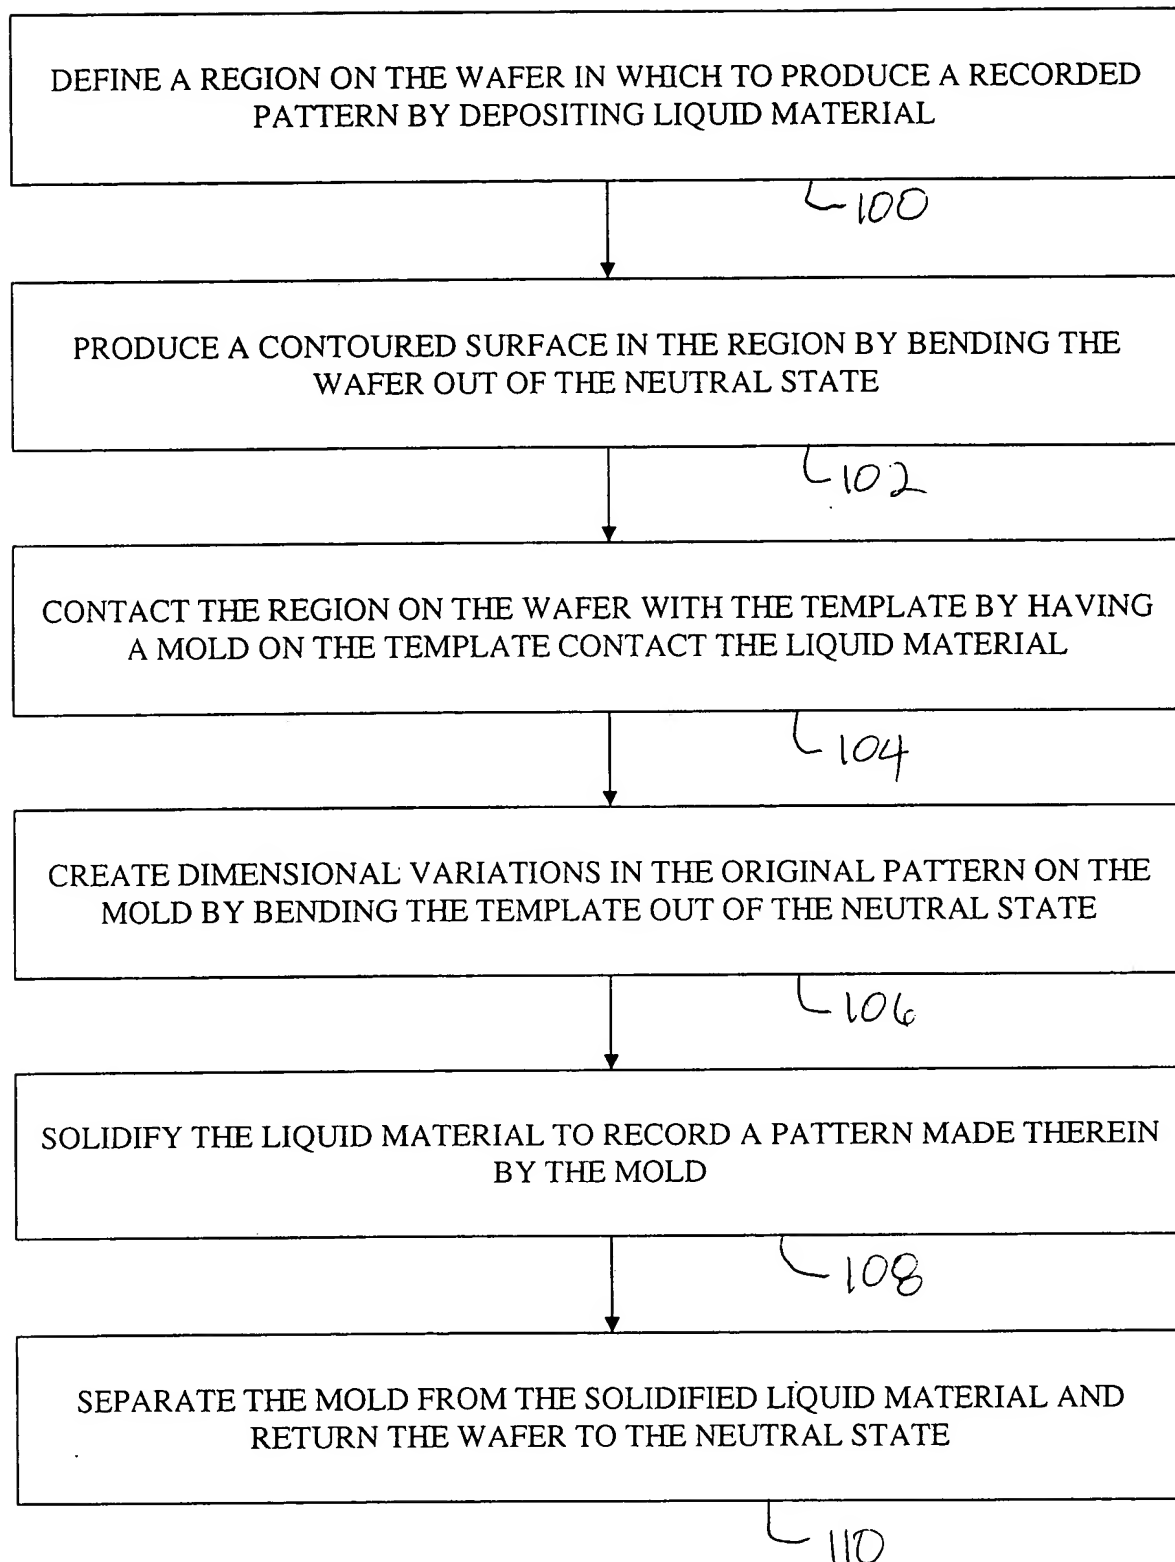 DEFINE A REGION ON THE WAFER IN WHICH TO PRODUCE A RECORDED
PATTERN BY DEPOSITING LIQUID MATERIAL
100
PRODUCE A CONTOURED SURFACE IN THE REGION BY BENDING THE
WAFER OUT OF THE NEUTRAL STATE
102
CONTACT THE REGION ON THE WAFER WITH THE TEMPLATE BY HAVING
A MOLD ON THE TEMPLATE CONTACT THE LIQUID MATERIAL
104
CREATE DIMENSIONAL VARIATIONS IN THE ORIGINAL PATTERN ON THE
MOLD BY BENDING THE TEMPLATE OUT OF THE NEUTRAL STATE
106
SOLIDIFY THE LIQUID MATERIAL TO RECORD A PATTERN MADE THEREIN
BY THE MOLD
108
SEPARATE THE MOLD FROM THE SOLIDIFIED LIQUID MATERIAL AND
RETURN THE WAFER TO THE NEUTRAL STATE
110